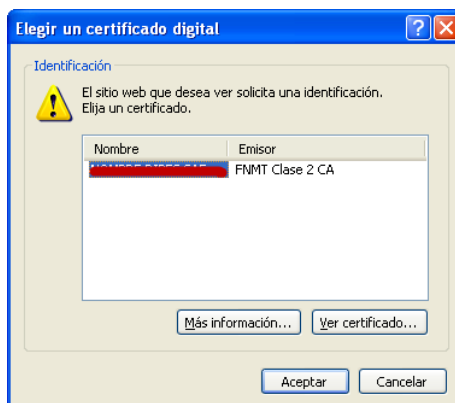 Elegir un certificado digital
Identificación
El sitio web que desea ver solicita una identificación.
Elija un certificado.
Nombre Emisor
FNMT Clase 2 CA
Más información... Ver certificado...
Aceptar Cancelar